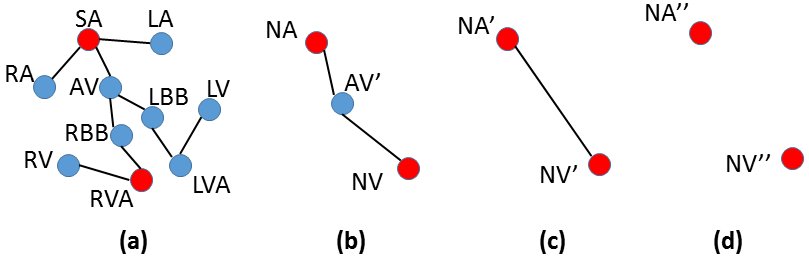 SA
LA
RA
AV
LBB
LV
RBB
RV
RVA
LVA
(a)
NA
AV’
NV
(b)
NA’
NV’
(c)
NA’’
NV’’
(d)